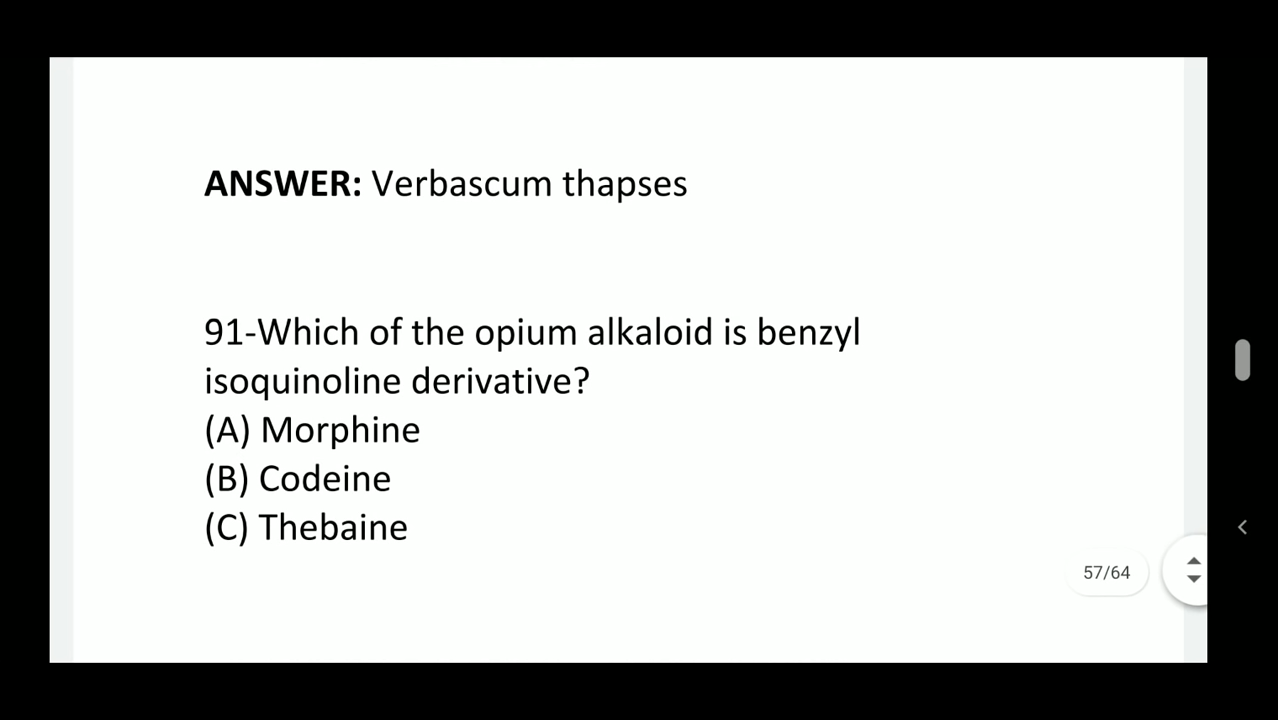 ANSWER: Verbascum thapses
91-Which of the opium alkaloid is benzyl
isoquinoline derivative?
(A) Morphine
(B) Codeine
(C) Thebaine
57/64